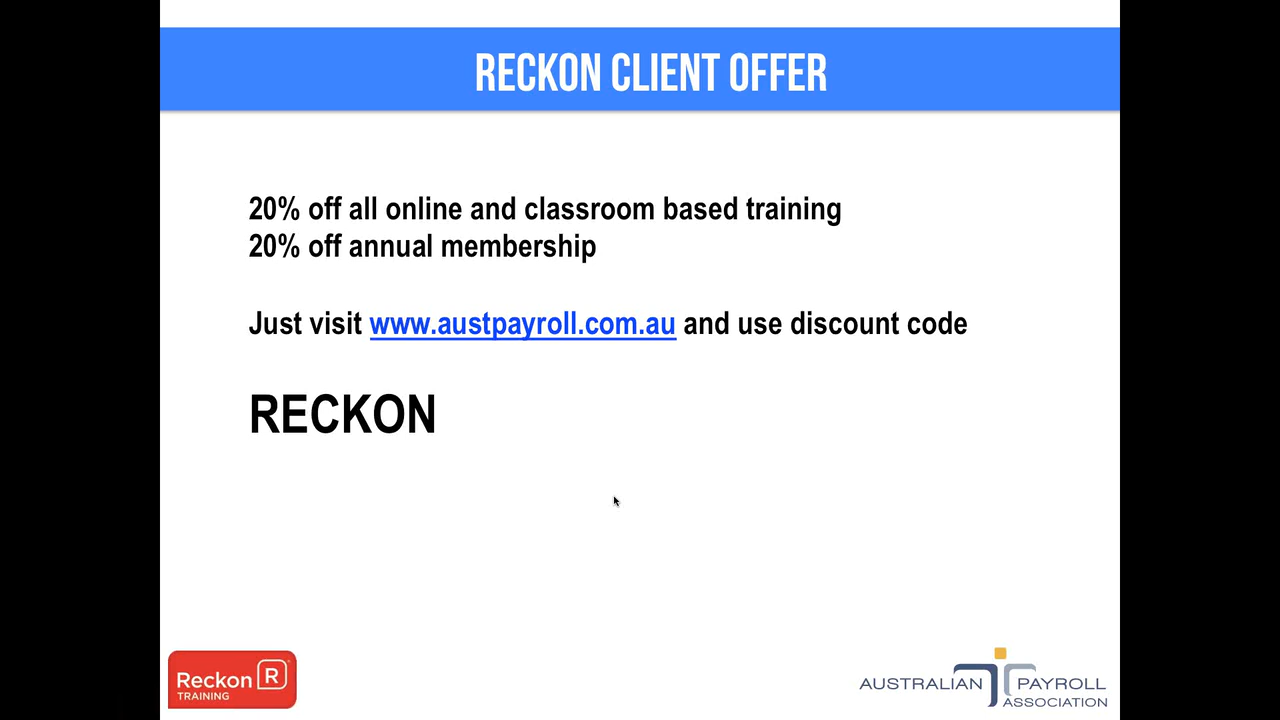 RECKON CLIENT OFFER
20% off all online and classroom based training
20% off annual membership
Just visit www.austpayroll.com.au and use discount code
RECKON
Reckon R
TRAINING
AUSTRALIAN PAYROLL
ASSOCIATION